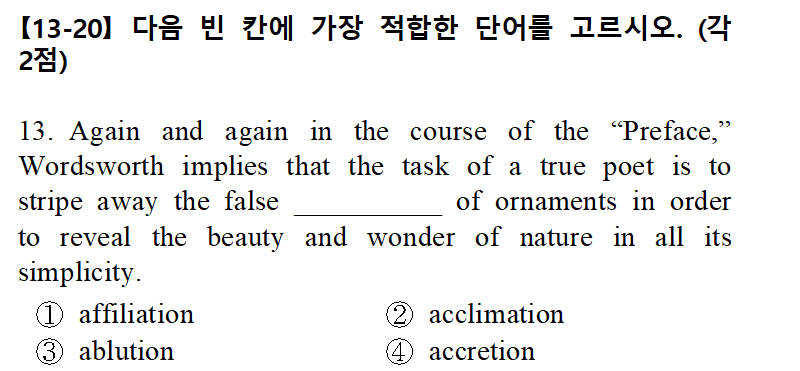 【13-20】 다음 빈 칸에 가장 적합한 단어를 고르시오. (각
2점)
13. Again and again in the course of the “Preface,”
Wordsworth implies that the task of a true poet is to
stripe away the false ___________ of ornaments in order
to reveal the beauty and wonder of nature in all its
simplicity.
① affiliation ② acclimation
③ ablution ④ accretion